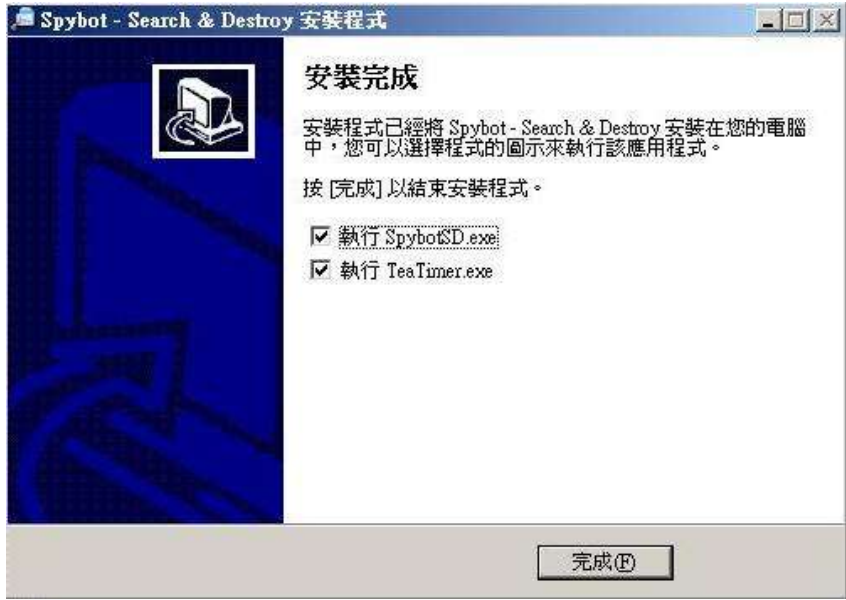 Spybot - Search & Destroy 安裝程式
安裝完成
安裝程式已經將 Spybot - Search & Destroy 安裝在您的電腦
中，您可以選擇程式的圖示來執行該應用程式。
按 [完成] 以結束安裝程式。
執行 SpybotSD.exe
執行 TeaTimer.exe
完成(F)